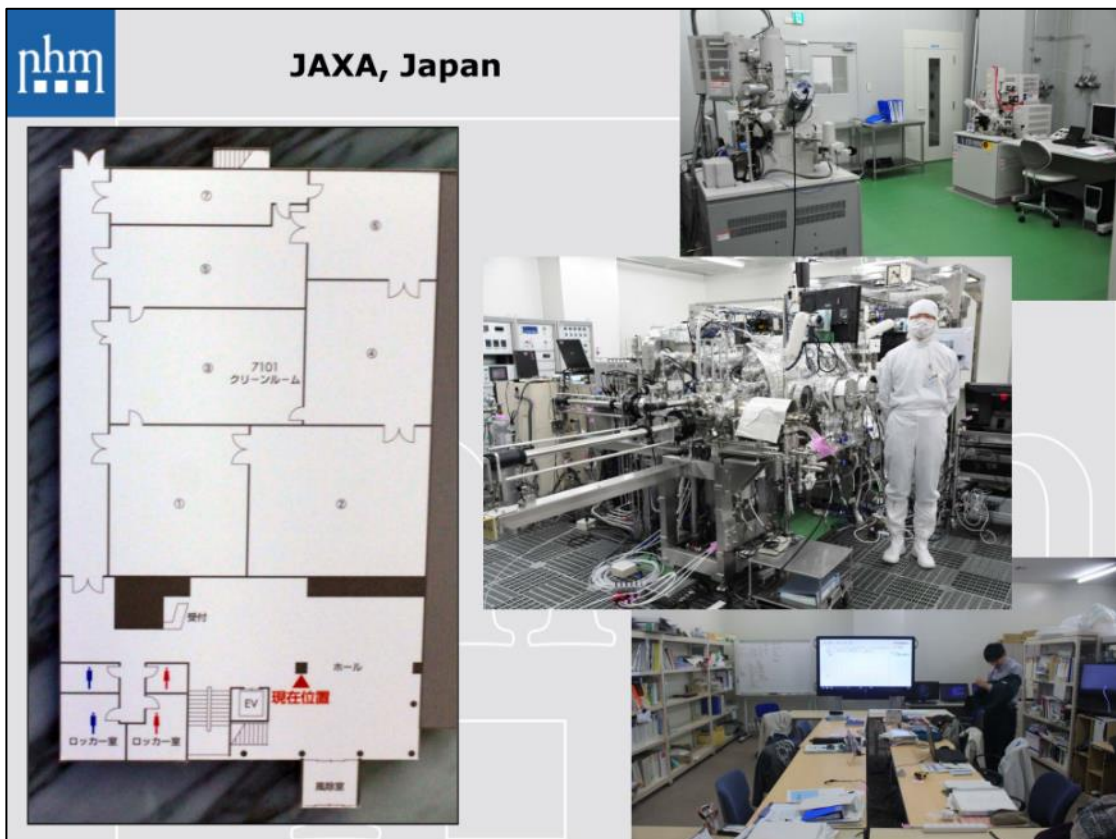 nhm
JAXA, Japan
⑦
⑥
⑤
④
③
7101
クリーンルーム
①
②
受付
ホール
EV
現在位置
ロッカー室
ロッカー室
風除室